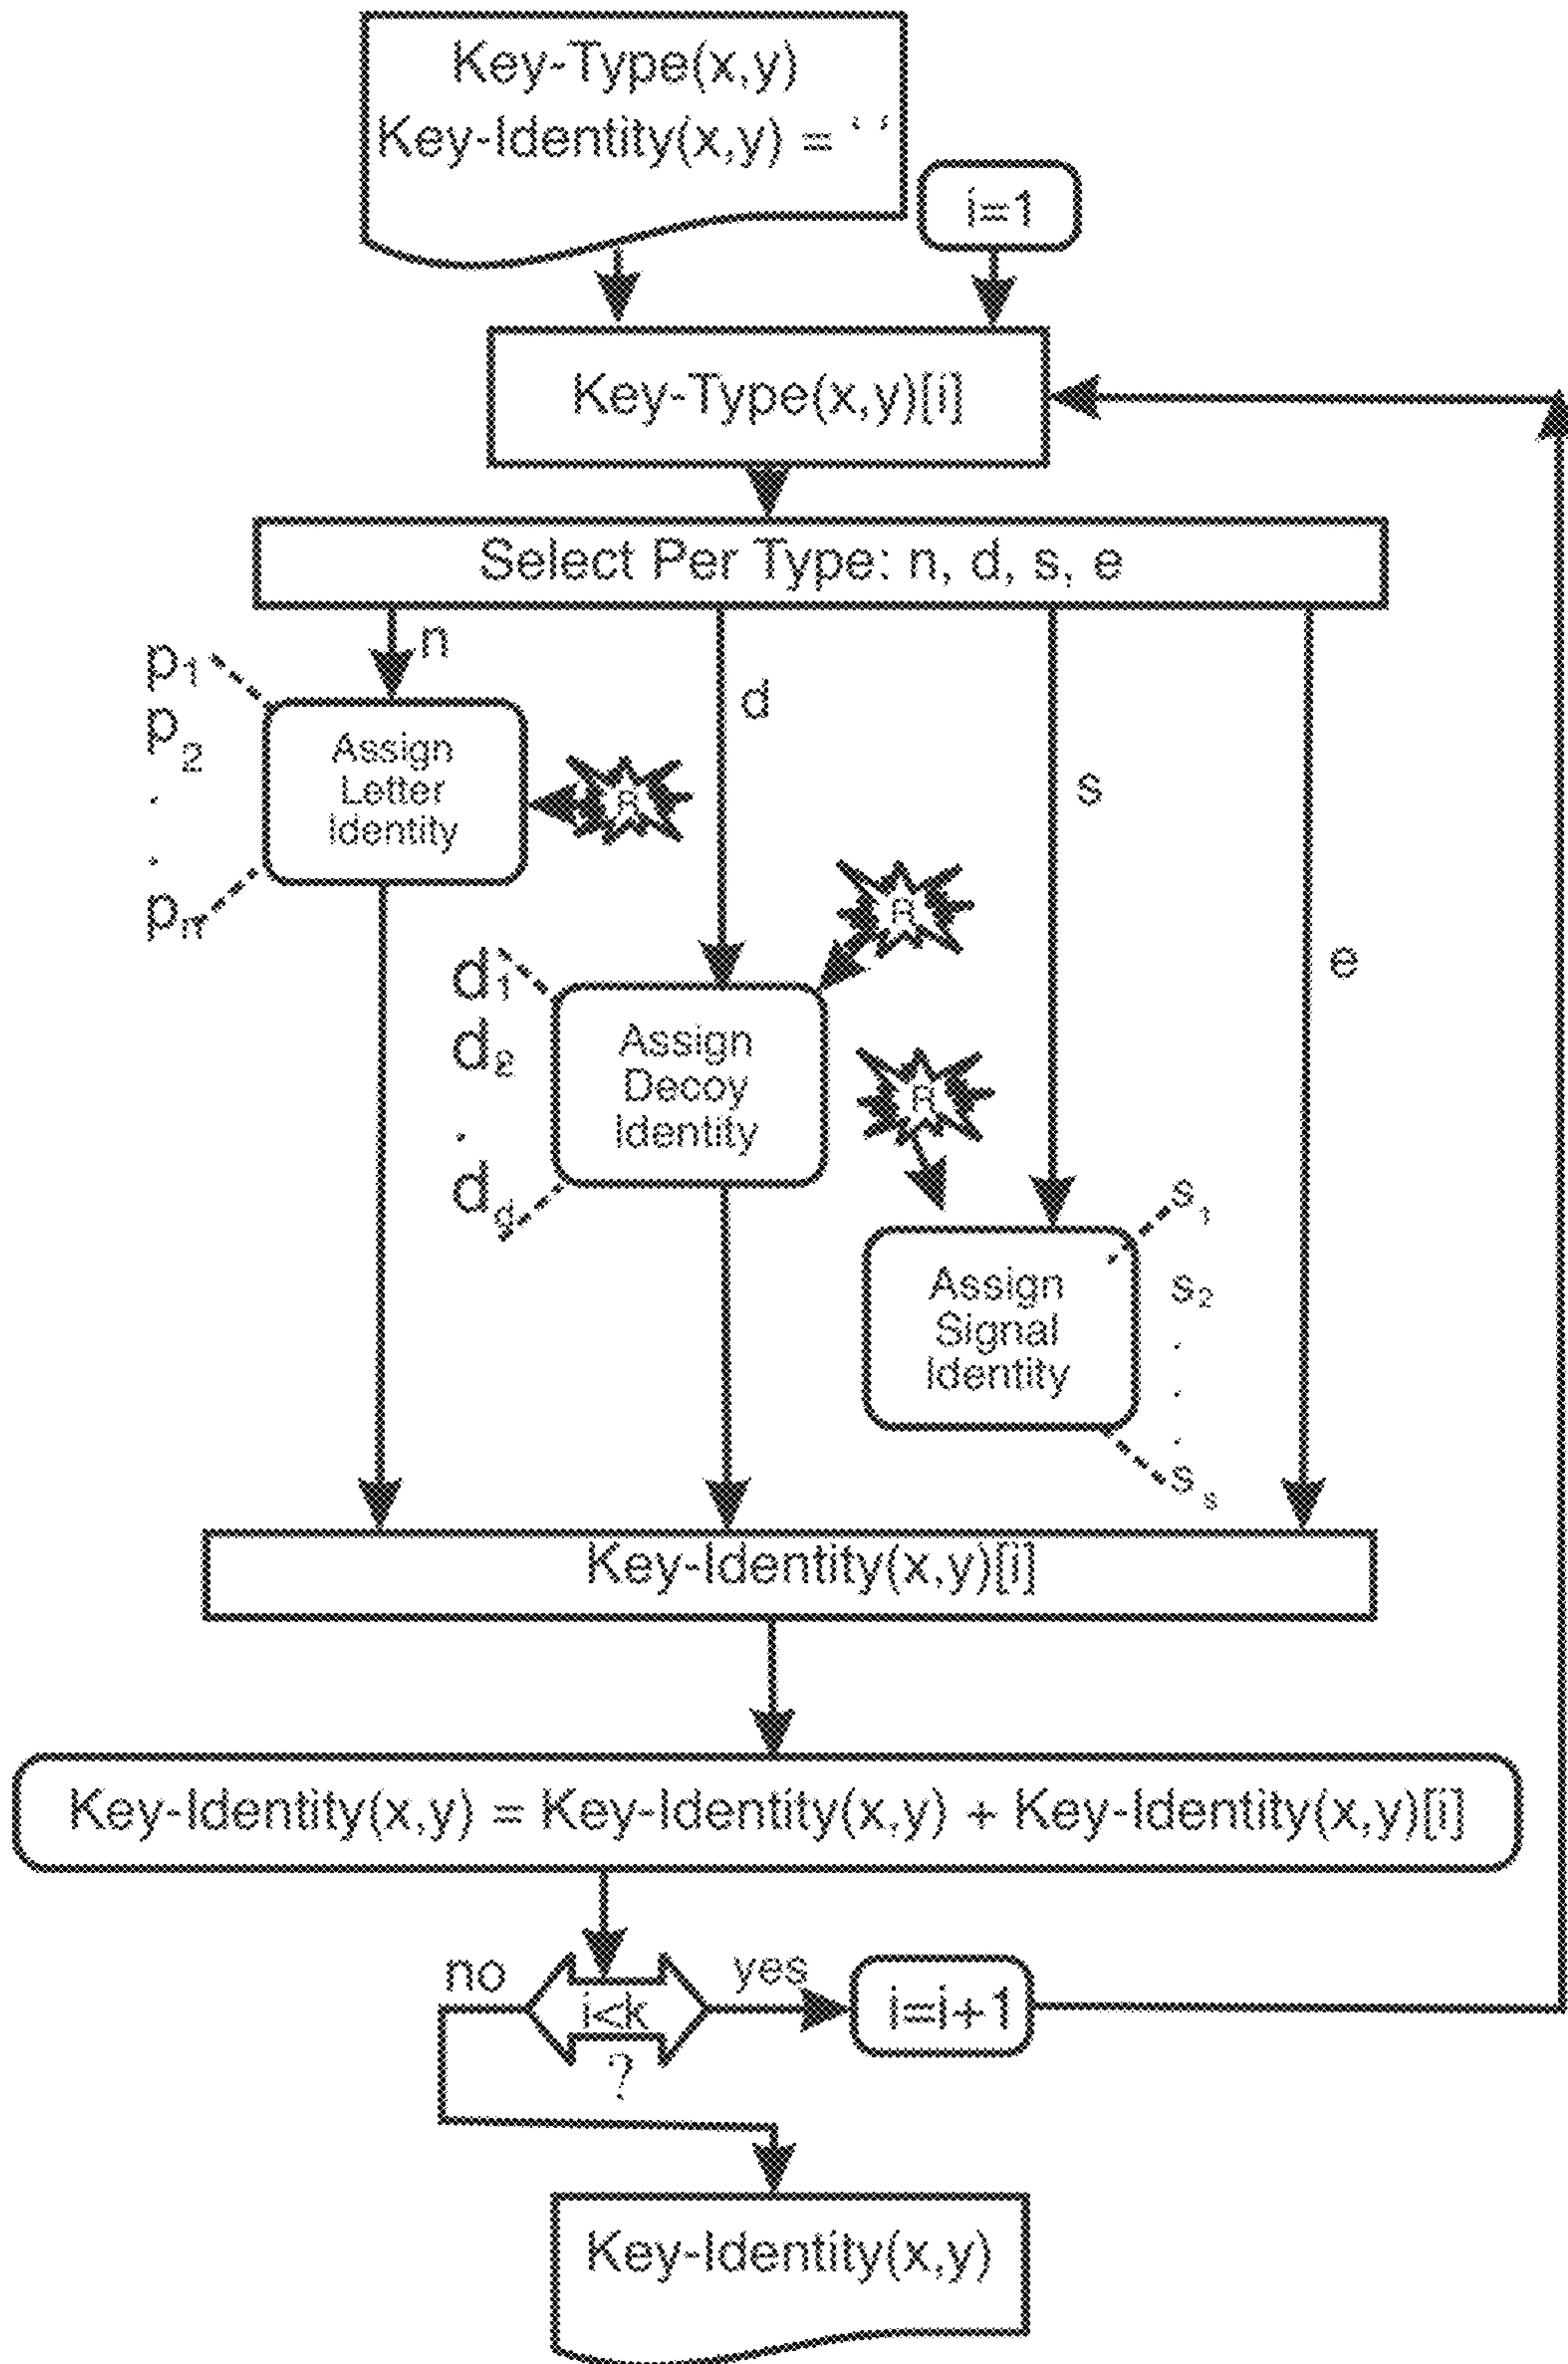 Key-Type(x,y)
Key-Identity(x,y) = ‘ ‘
i=1
Key-Type(x,y)[i]
Select Per Type: n, d, s, e
n
d
s
e
p1
p2
.
.
pn
Assign
Letter
Identity
R
R
d1
d2
.
dd
Assign
Decoy
Identity
R
s1
s2
.
.
.
ss
Assign
Signal
Identity
Key-Identity(x,y)[i]
Key-Identity(x,y) = Key-Identity(x,y) + Key-Identity(x,y)[i]
no
i<k
?
yes
i=i+1
Key-Identity(x,y)